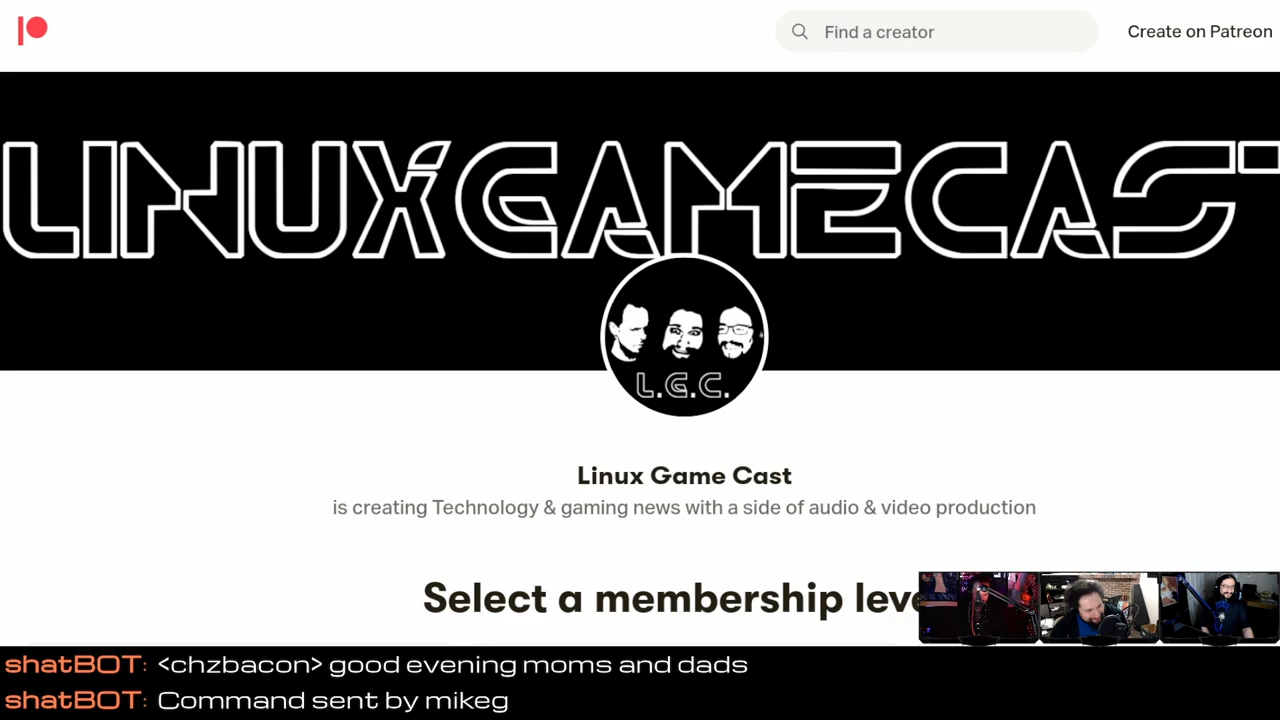 Find a creator
Create on Patreon
LINUXGAMECAST
L.G.C.
Linux Game Cast
is creating Technology & gaming news with a side of audio & video production
Select a membership leve
shatBOT: <chzbacon> good evening moms and dads
shatBOT: Command sent by mikeg